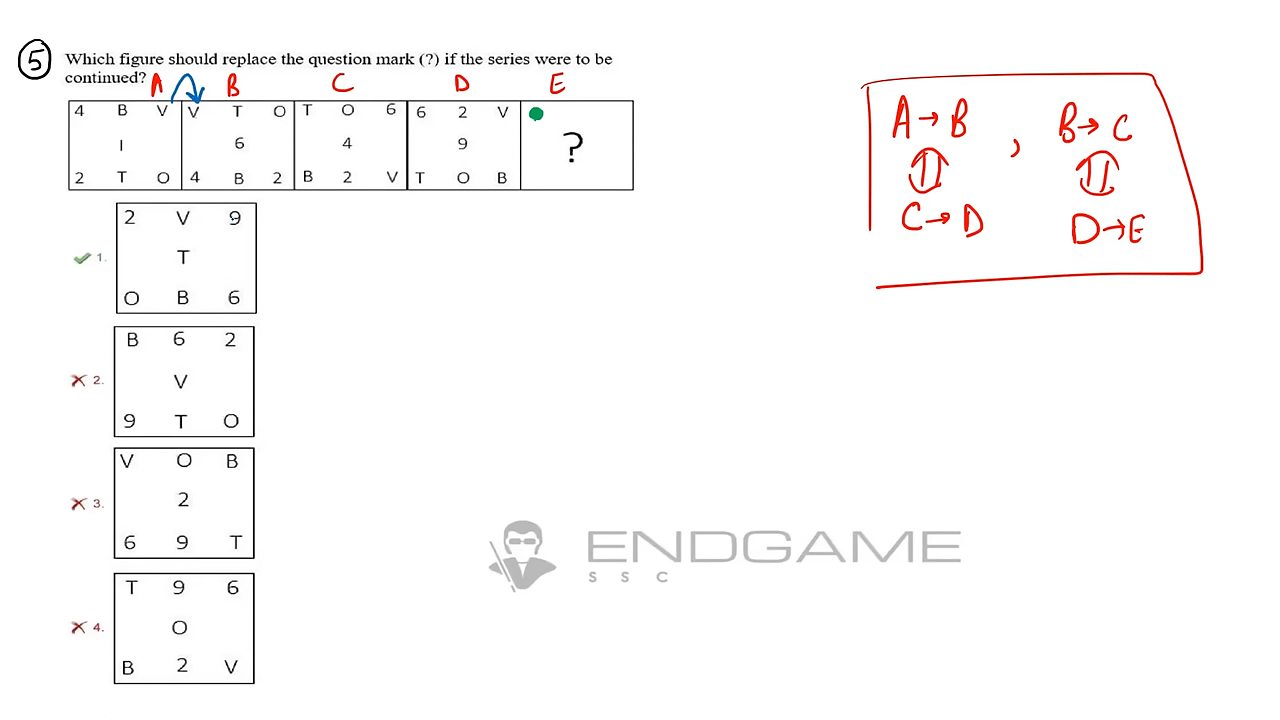 5 Which figure should replace the question mark (?) if the series were to be
continued?
A B C D E
4 B V V T O T O 6 6 2 V
I 6 4 9 ?
2 T O 4 B 2 B 2 V T O B
A → B , B → C
C → D D → E
2 V 9
1. T
O B 6
B 6 2
2. V
9 T O
V O B
3. 2
6 9 T
T 9 6
4. O
B 2 V
ENDGAME
SSC